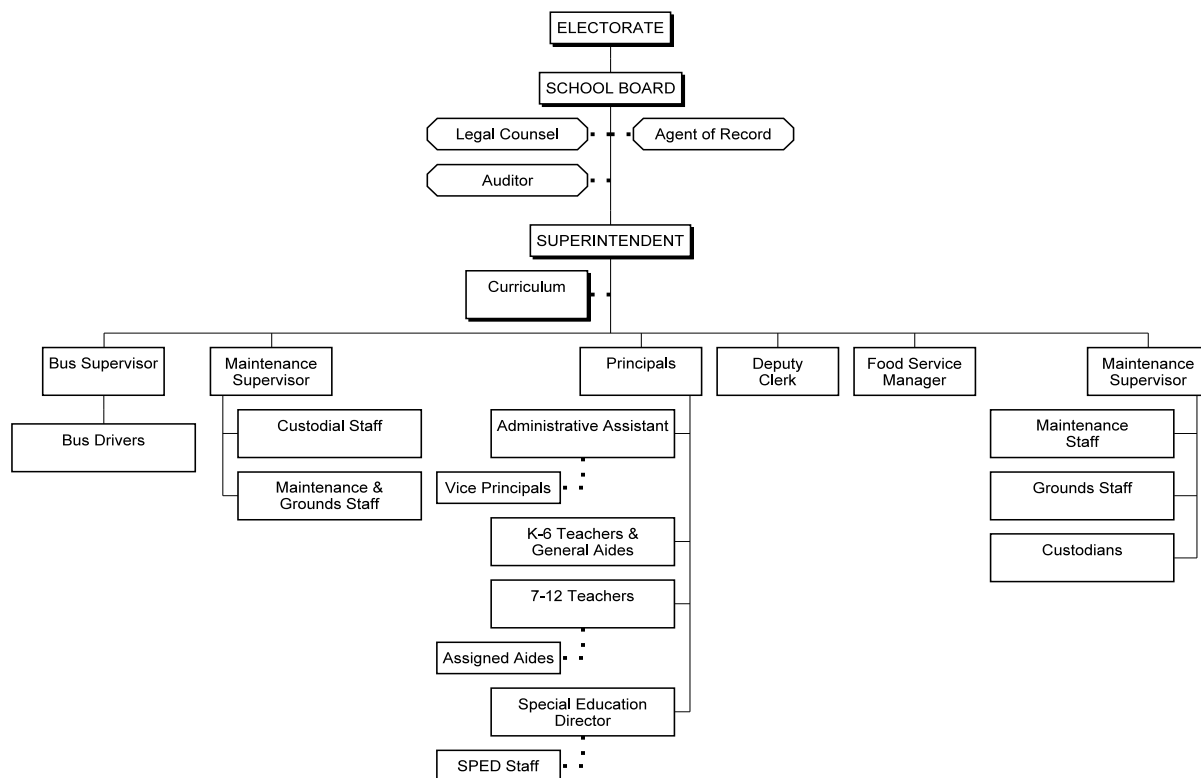 ELECTORATE
SCHOOL BOARD
Legal Counsel
Agent of Record
Auditor
SUPERINTENDENT
Curriculum
Bus Supervisor
Maintenance
Supervisor
Principals
Deputy
Clerk
Food Service
Manager
Maintenance
Supervisor
Bus Drivers
Custodial Staff
Maintenance &
Grounds Staff
Administrative Assistant
Vice Principals
K-6 Teachers &
General Aides
7-12 Teachers
Assigned Aides
Special Education
Director
SPED Staff
Maintenance
Staff
Grounds Staff
Custodians